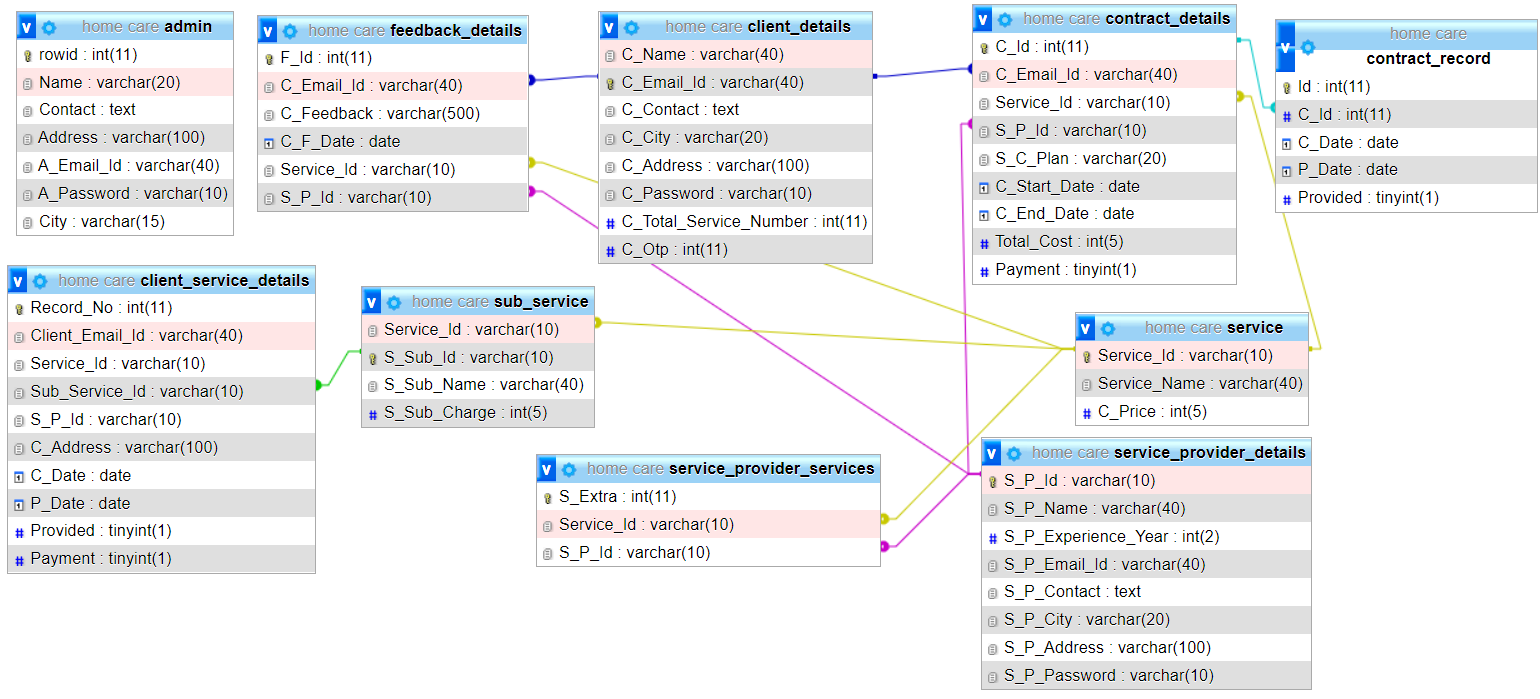 v home care admin
rowid : int(11)
Name : varchar(20)
Contact : text
Address : varchar(100)
A_Email_Id : varchar(40)
A_Password : varchar(10)
City : varchar(15)
v home care feedback_details
F_Id : int(11)
C_Email_Id : varchar(40)
C_Feedback : varchar(500)
C_F_Date : date
Service_Id : varchar(10)
S_P_Id : varchar(10)
v home care client_details
C_Name : varchar(40)
C_Email_Id : varchar(40)
C_Contact : text
C_City : varchar(20)
C_Address : varchar(100)
C_Password : varchar(10)
# C_Total_Service_Number : int(11)
# C_Otp : int(11)
v home care contract_details
C_Id : int(11)
C_Email_Id : varchar(40)
Service_Id : varchar(10)
S_P_Id : varchar(10)
S_C_Plan : varchar(20)
C_Start_Date : date
C_End_Date : date
# Total_Cost : int(5)
# Payment : tinyint(1)
v home care
contract_record
Id : int(11)
# C_Id : int(11)
C_Date : date
P_Date : date
# Provided : tinyint(1)
v home care client_service_details
Record_No : int(11)
Client_Email_Id : varchar(40)
Service_Id : varchar(10)
Sub_Service_Id : varchar(10)
S_P_Id : varchar(10)
C_Address : varchar(100)
C_Date : date
P_Date : date
# Provided : tinyint(1)
# Payment : tinyint(1)
v home care sub_service
Service_Id : varchar(10)
S_Sub_Id : varchar(10)
S_Sub_Name : varchar(40)
# S_Sub_Charge : int(5)
v home care service
Service_Id : varchar(10)
Service_Name : varchar(40)
# C_Price : int(5)
v home care service_provider_services
S_Extra : int(11)
Service_Id : varchar(10)
S_P_Id : varchar(10)
v home care service_provider_details
S_P_Id : varchar(10)
S_P_Name : varchar(40)
# S_P_Experience_Year : int(2)
S_P_Email_Id : varchar(40)
S_P_Contact : text
S_P_City : varchar(20)
S_P_Address : varchar(100)
S_P_Password : varchar(10)